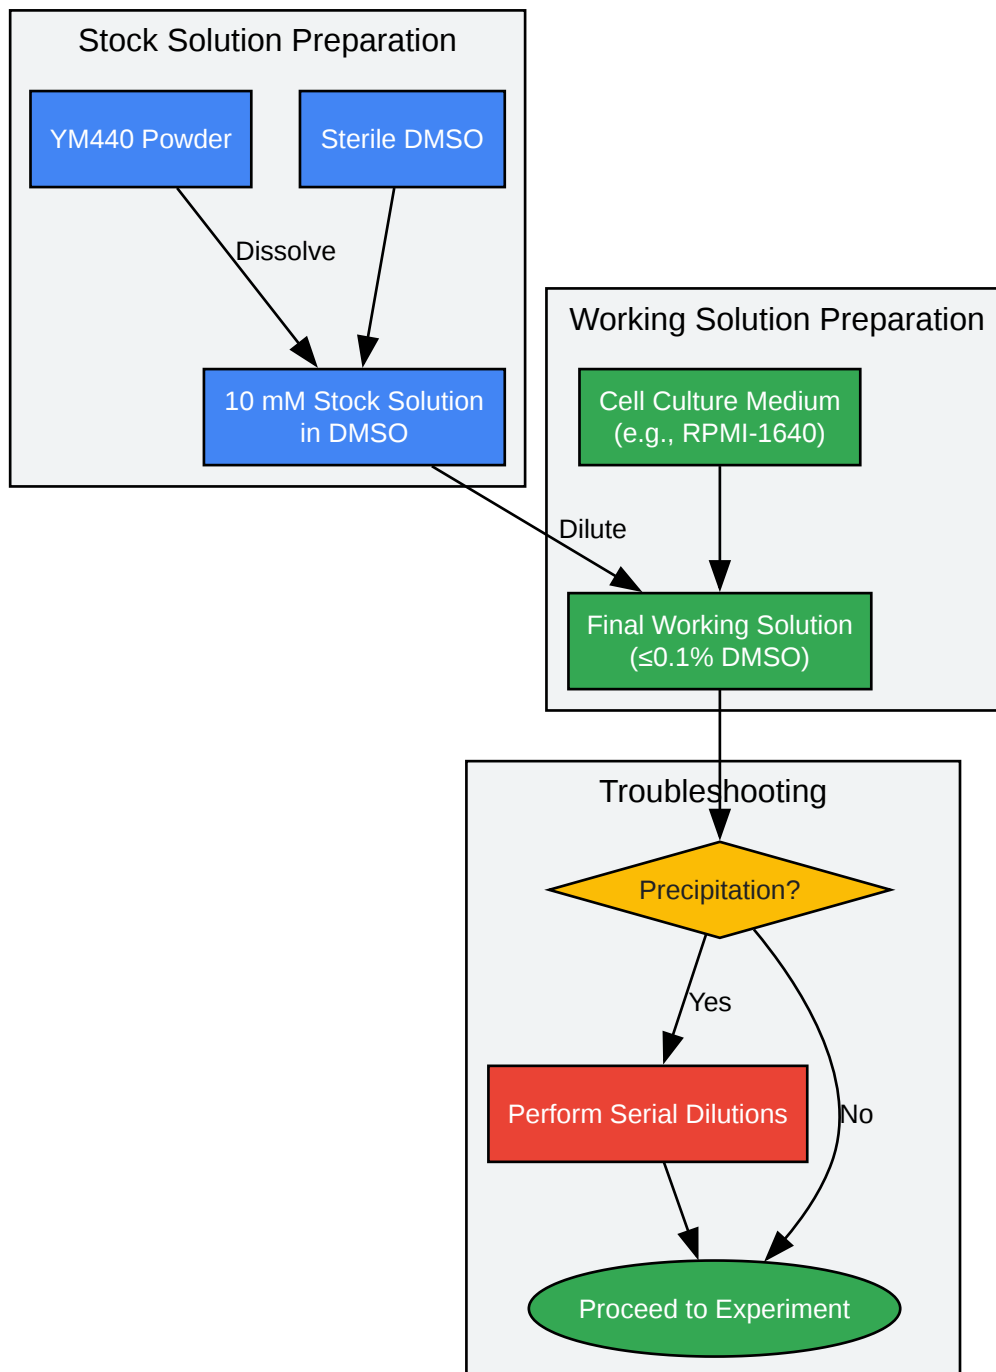 Stock Solution Preparation
YM440 Powder
Sterile DMSO
Dissolve
10 mM Stock Solution
in DMSO
Working Solution Preparation
Cell Culture Medium
(e.g., RPMI-1640)
Dilute
Final Working Solution
(≤0.1% DMSO)
Troubleshooting
Precipitation?
Yes
No
Perform Serial Dilutions
Proceed to Experiment